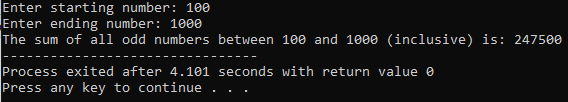 Enter starting number: 100
Enter ending number: 1000
The sum of all odd numbers between 100 and 1000 (inclusive) is: 247500
--------------------------------
Process exited after 4.101 seconds with return value 0
Press any key to continue . . .